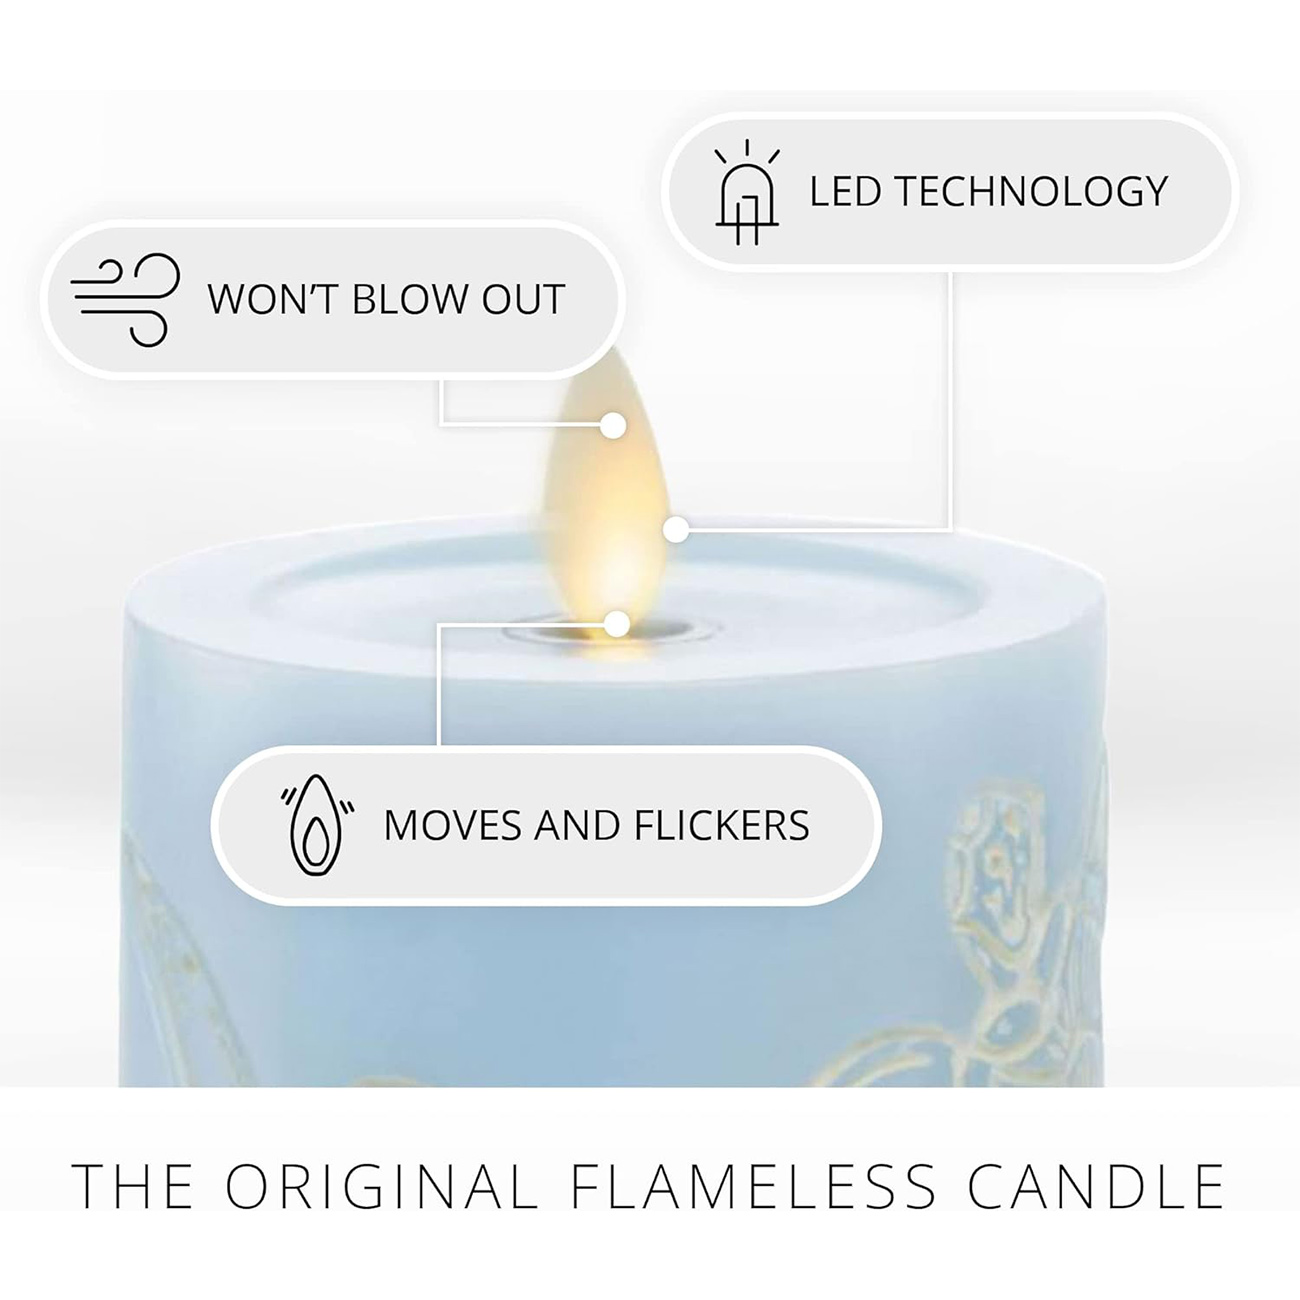 LED TECHNOLOGY
WON'T BLOW OUT
MOVES AND FLICKERS
THE ORIGINAL FLAMELESS CANDLE